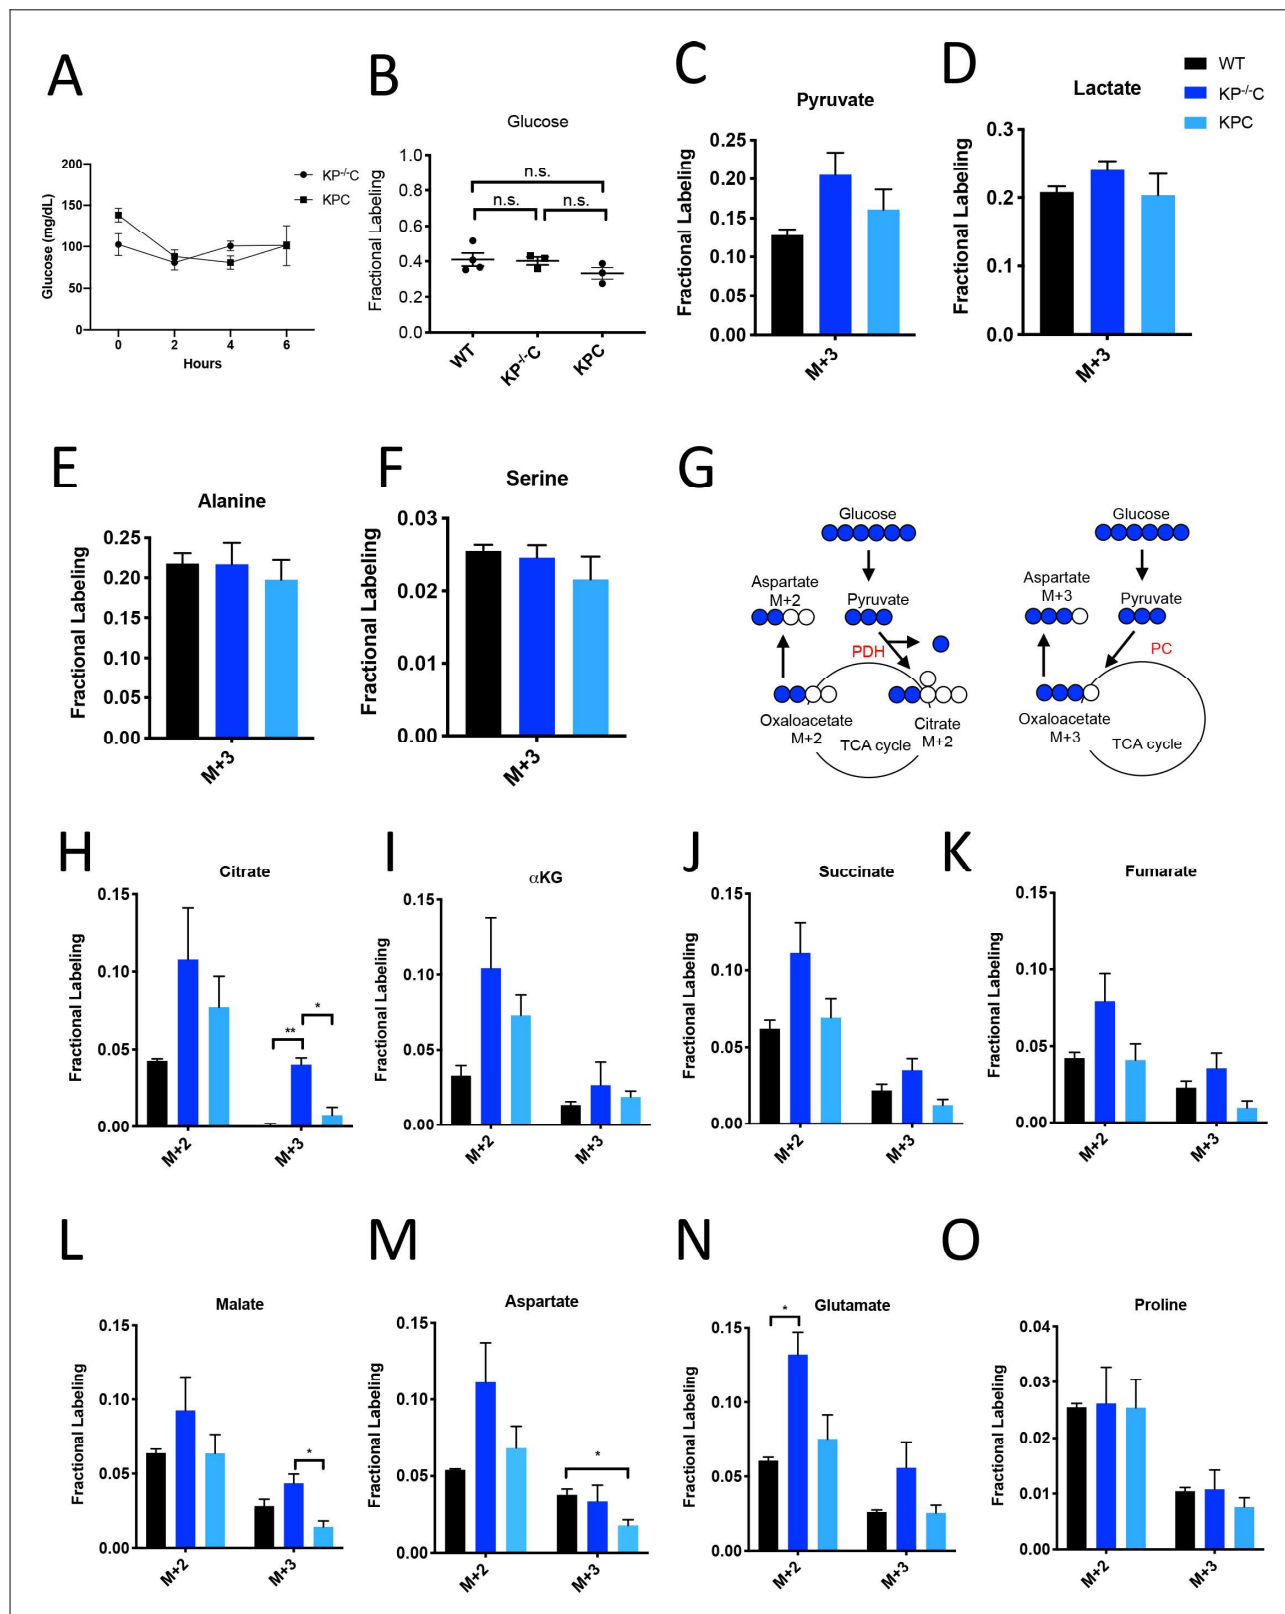 A
200
150
100
50
0
Glucose (mg/dL)
0 2 4 6
Hours
KP-/-C
KPC
B
Glucose
1.0
0.8
0.6
0.4
0.2
0.0
Fractional Labeling
n.s.
n.s. n.s.
WT KP-/-C KPC
C
Pyruvate
0.25
0.20
0.15
0.10
0.05
0.00
Fractional Labeling
M+3
D
Lactate
0.3
0.2
0.1
0.0
Fractional Labeling
M+3
WT
KP-/-C
KPC
E
Alanine
0.25
0.20
0.15
0.10
0.05
0.00
Fractional Labeling
M+3
F
Serine
0.03
0.02
0.01
0.00
Fractional Labeling
M+3
G
Glucose
Aspartate
M+2
Pyruvate
PDH
Oxaloacetate
M+2
Citrate
M+2
TCA cycle
Glucose
Aspartate
M+3
Pyruvate
PC
Oxaloacetate
M+3
TCA cycle
H
Citrate
0.15
0.10
0.05
0.00
Fractional Labeling
**
*
M+2 M+3
I
αKG
0.15
0.10
0.05
0.00
Fractional Labeling
M+2 M+3
J
Succinate
0.15
0.10
0.05
0.00
Fractional Labeling
M+2 M+3
K
Fumarate
0.15
0.10
0.05
0.00
Fractional Labeling
M+2 M+3
L
Malate
0.15
0.10
0.05
0.00
Fractional Labeling
*
M+2 M+3
M
Aspartate
0.15
0.10
0.05
0.00
Fractional Labeling
*
M+2 M+3
N
Glutamate
0.15
0.10
0.05
0.00
Fractional Labeling
*
M+2 M+3
O
Proline
0.04
0.03
0.02
0.01
0.00
Fractional Labeling
M+2 M+3